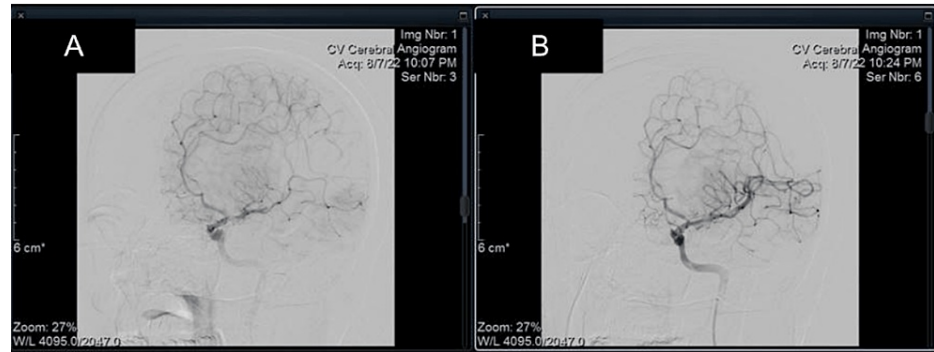 A
Img Nbr: 1
CV Cerebral Angiogram
Acq: 8/7/22 10:07 PM
Ser Nbr: 3
6 cm*
Zoom: 27%
W/L 4095.0/2047.0
B
Img Nbr: 1
CV Cerebral Angiogram
Acq: 8/7/22 10:24 PM
Ser Nbr: 6
6 cm*
Zoom: 27%
W/L 4095.0/2047.0